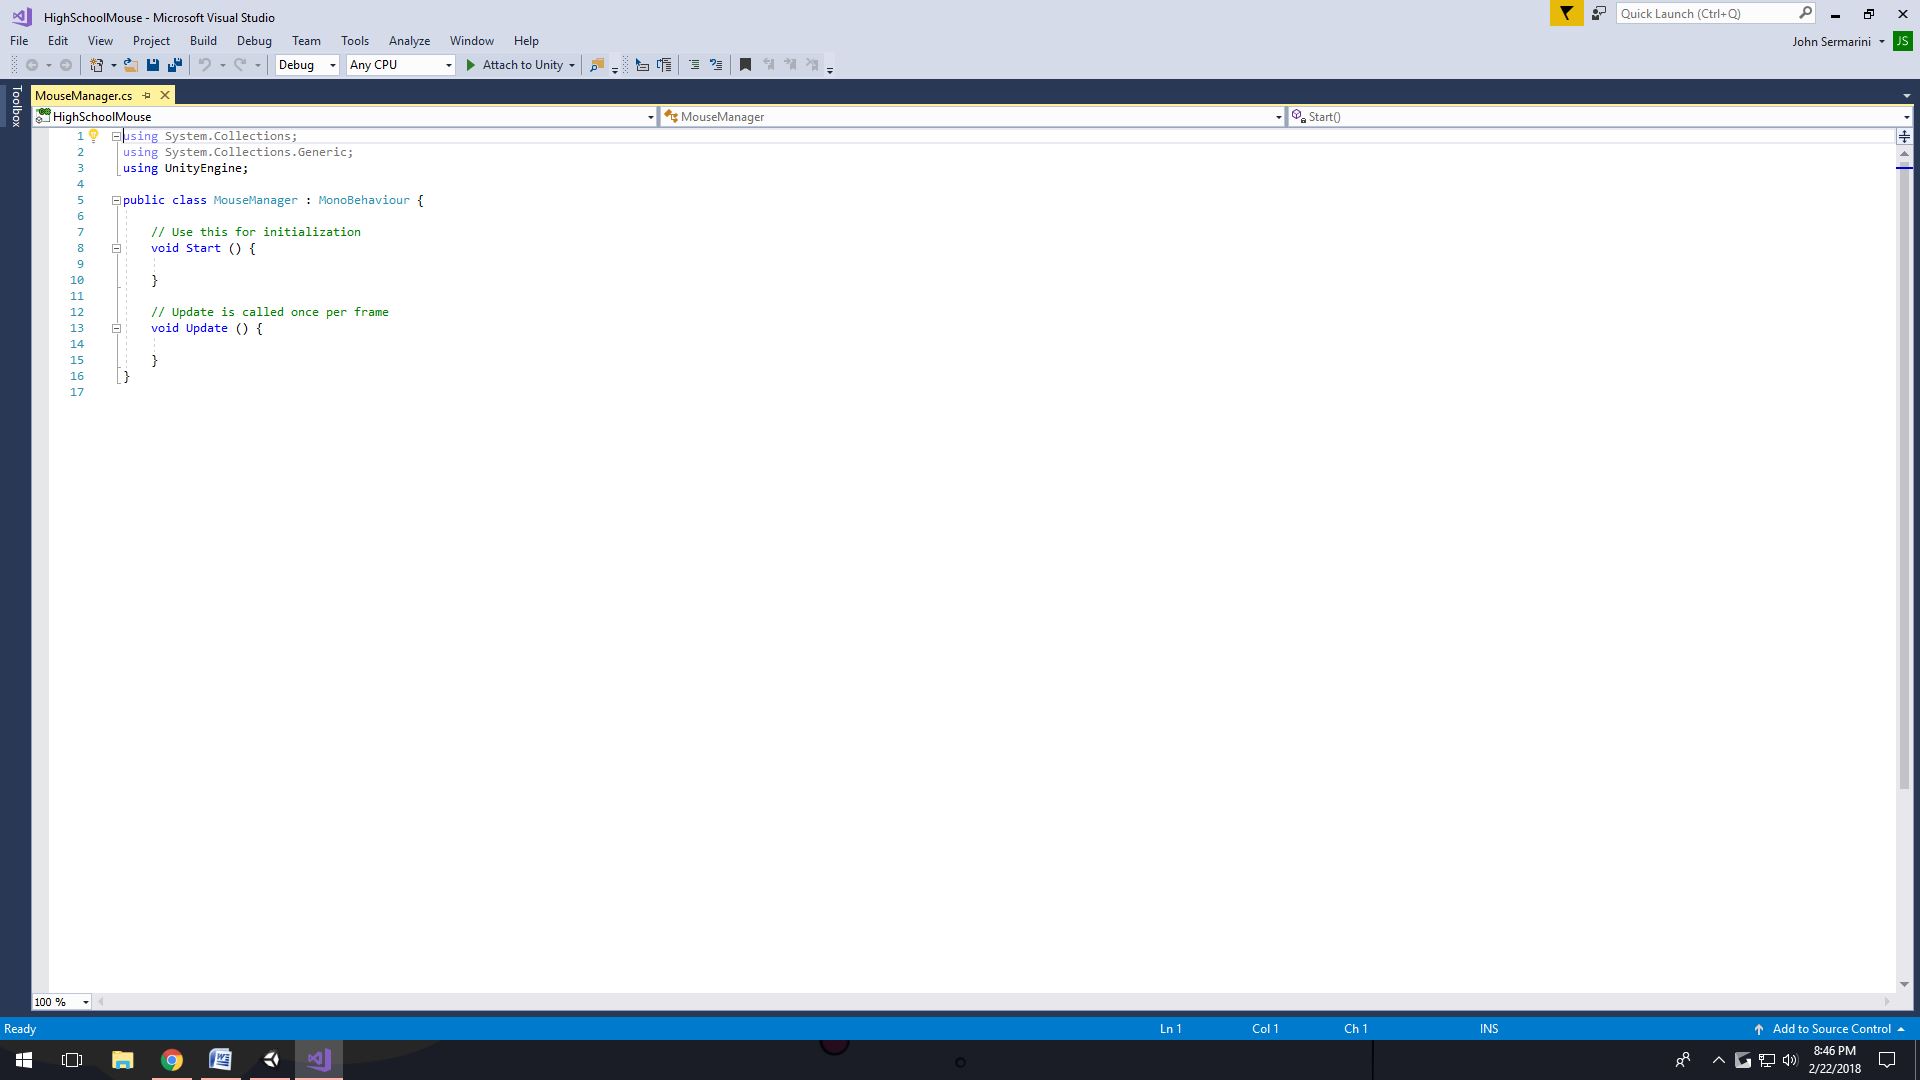 HighSchoolMouse - Microsoft Visual Studio
Quick Launch (Ctrl+Q)
File Edit View Project Build Debug Team Tools Analyze Window Help
John Sermarini JS
Debug Any CPU Attach to Unity
Toolbox
MouseManager.cs
HighSchoolMouse MouseManager Start()
1 using System.Collections;
2 using System.Collections.Generic;
3 using UnityEngine;
4
5 public class MouseManager : MonoBehaviour {
6
7 // Use this for initialization
8 void Start () {
9
10 }
11
12 // Update is called once per frame
13 void Update () {
14
15 }
16 }
17
100 %
Ready Ln 1 Col 1 Ch 1 INS Add to Source Control
8:46 PM
2/22/2018